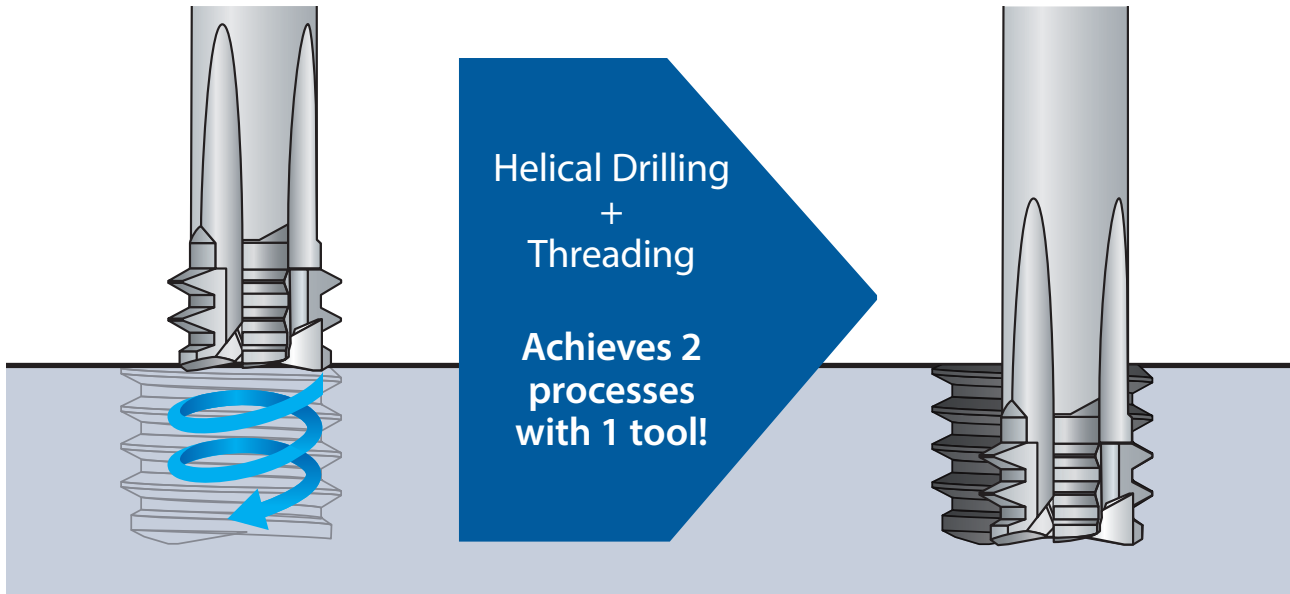 Helical Drilling
+
Threading
Achieves 2
processes
with 1 tool!